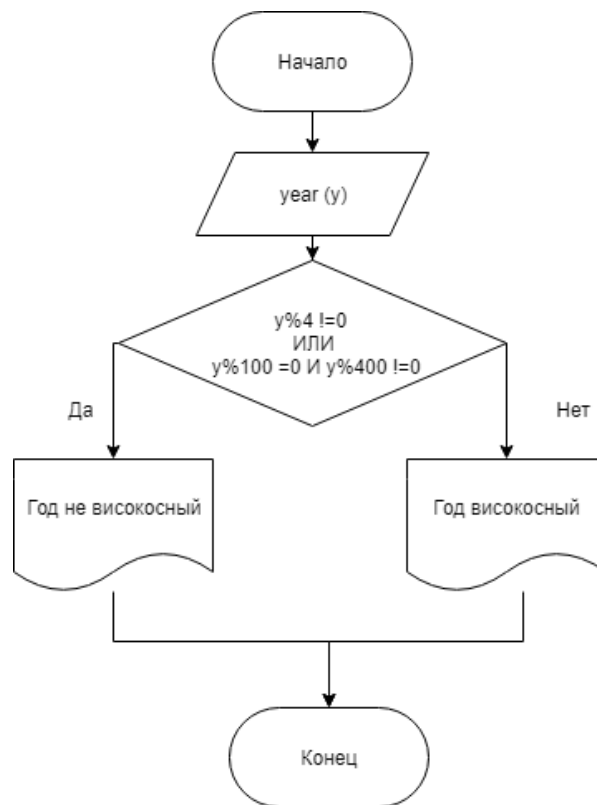 Начало
year (y)
y%4 !=0
ИЛИ
y%100 =0 И y%400 !=0
Да
Нет
Год не високосный
Год високосный
Конец